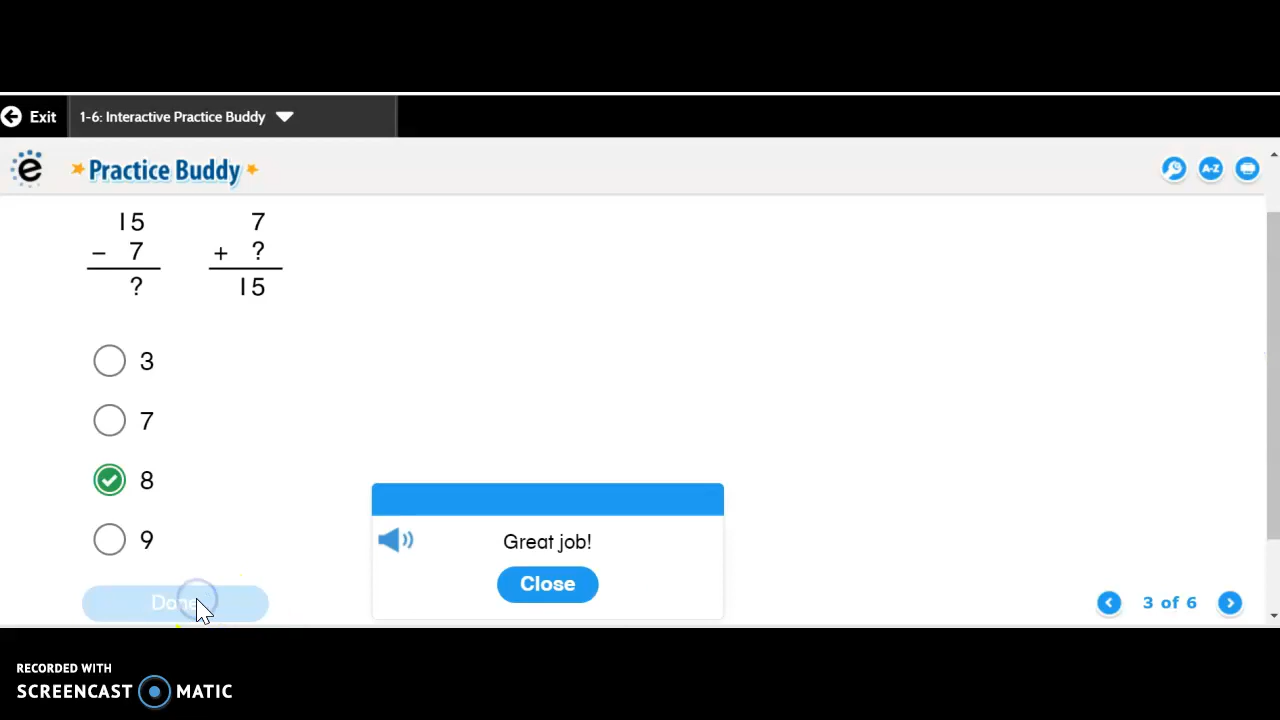 Exit
1-6: Interactive Practice Buddy
e
Practice Buddy
A-Z
15 7
− 7 + ?
? 15
3
7
8
9
Great job!
Close
Done
3 of 6
RECORDED WITH
SCREENCAST MATIC